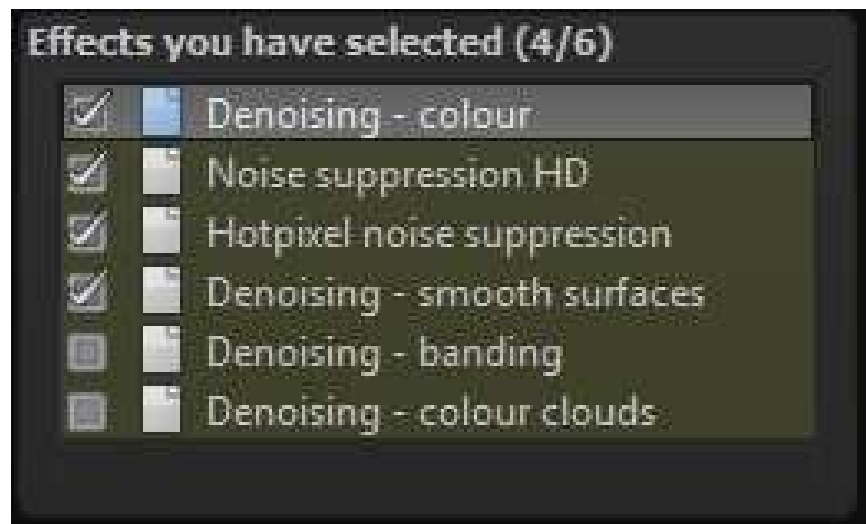 Effects you have selected (4/6)
Denoising - colour
Noise suppression HD
Hotpixel noise suppression
Denoising - smooth surfaces
Denoising - banding
Denoising - colour clouds